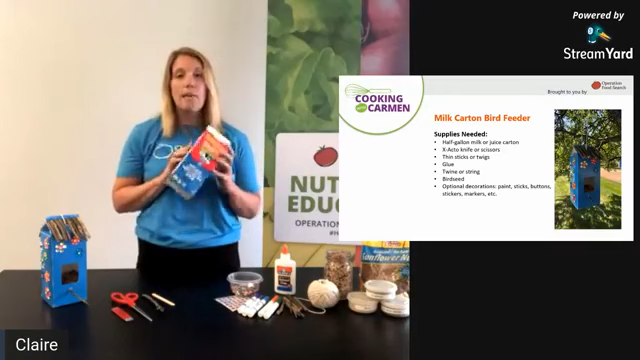 Powered by
StreamYard
Brought to you by
Operation
Food Search
COOKING
with
CARMEN
Milk Carton Bird Feeder
Supplies Needed:
• Half-gallon milk or juice carton
• X-Acto knife or scissors
• Thin sticks or twigs
• Glue
• Twine or string
• Birdseed
• Optional decorations: paint, sticks, buttons,
stickers, markers, etc.
NUT
EDUC
OPERATION
Claire